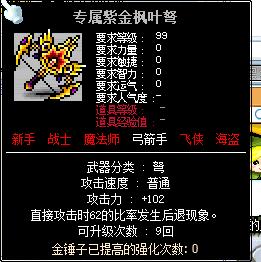 专属紫金枫叶弩
要求等级: 99
要求力量: 0
要求敏捷: -
要求智力: 0
要求运气: 0
要求人气度: -
道具等级: -
道具经验值: -
新手 战士 魔法师 弓箭手 飞侠 海盗
武器分类 : 弩
攻击速度 : 普通
攻击力 : +102
直接攻击时62的比率发生后退现象。
可升级次数 : 9回
金锤子已提高的强化次数: 0
的